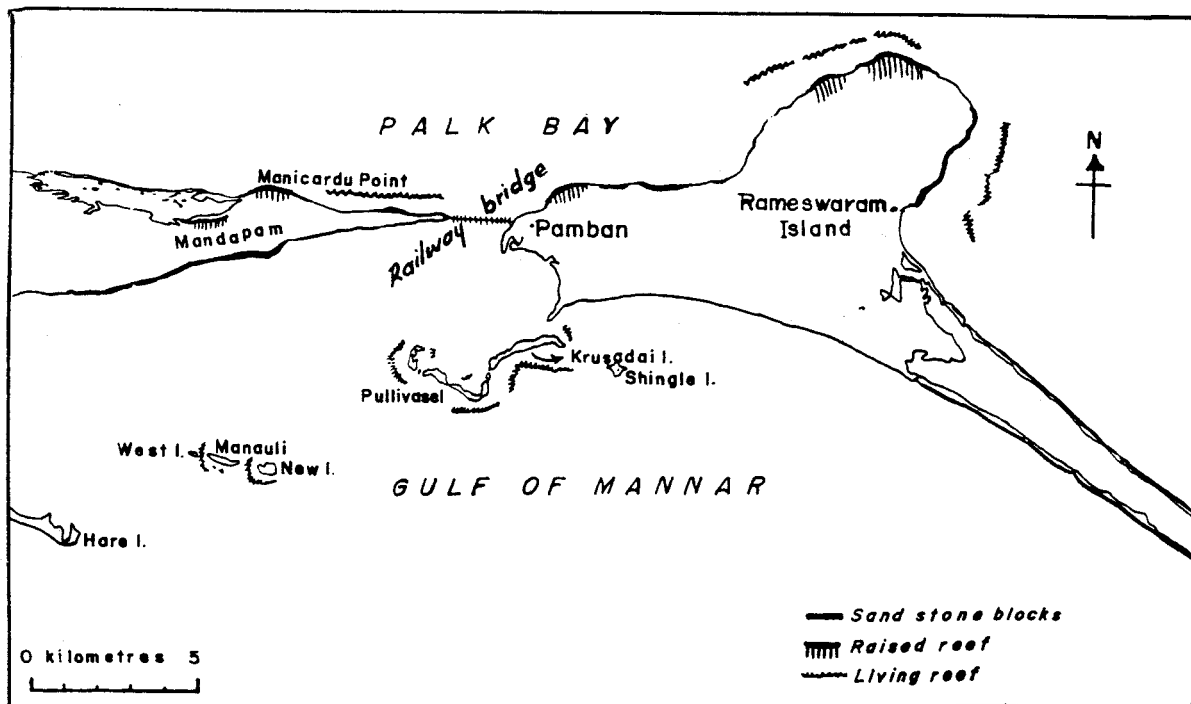 PALK BAY
N
Manicardu Point
Railway bridge
Mandapam
Pamban
Rameswaram
Island
Krusadai I.
Shingle I.
Pullivasel
West I.
Manauli
New I.
GULF OF MANNAR
Hare I.
Sand stone blocks
Raised reef
Living reef
0 kilometres 5